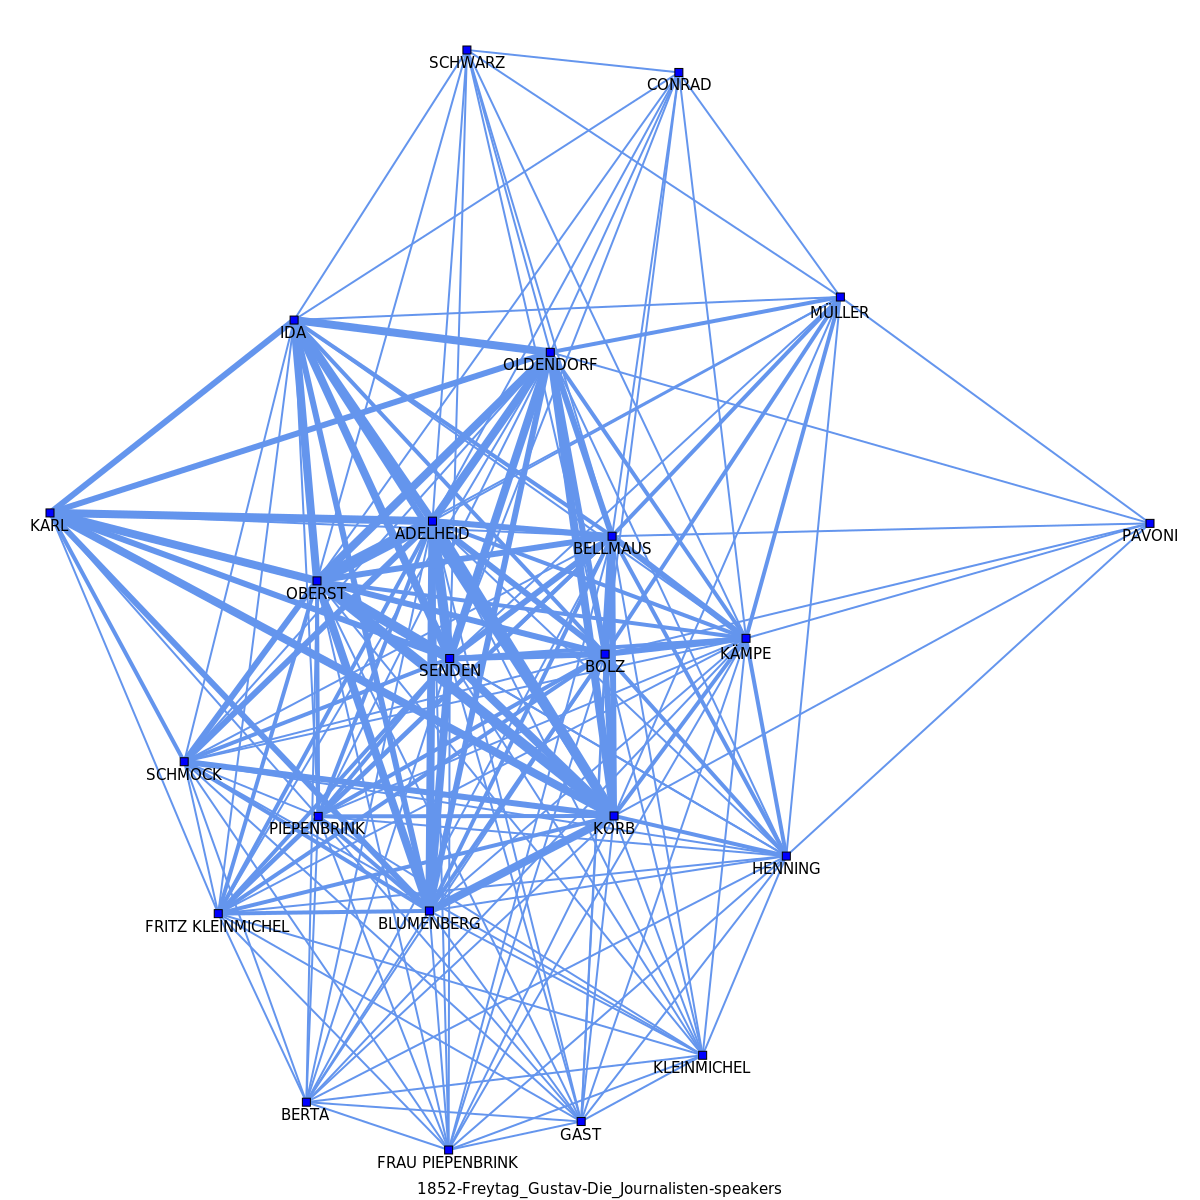 SCHWARZ
CONRAD
MÜLLER
IDA
OLDENDORF
KARL
ADELHEID
PAVONI
BELLMAUS
OBERST
KÄMPE
BOLZ
SENDEN
SCHMOCK
PIEPENBRINK
KORB
HENNING
BLUMENBERG
FRITZ KLEINMICHEL
KLEINMICHEL
BERTA
GAST
FRAU PIEPENBRINK
1852-Freytag_Gustav-Die_Journalisten-speakers